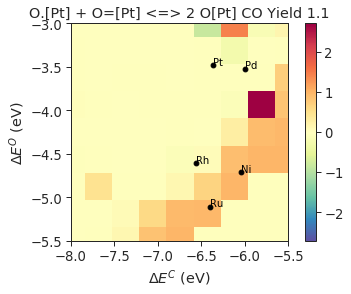 O.[Pt] + O=[Pt] <=> 2 O[Pt] CO Yield 1.1
−3.0
−3.5
−4.0
−4.5
−5.0
−5.5
ΔE^O (eV)
Pt
Pd
Rh
Ni
Ru
−8.0 −7.5 −7.0 −6.5 −6.0 −5.5
ΔE^C (eV)
2
1
0
−1
−2